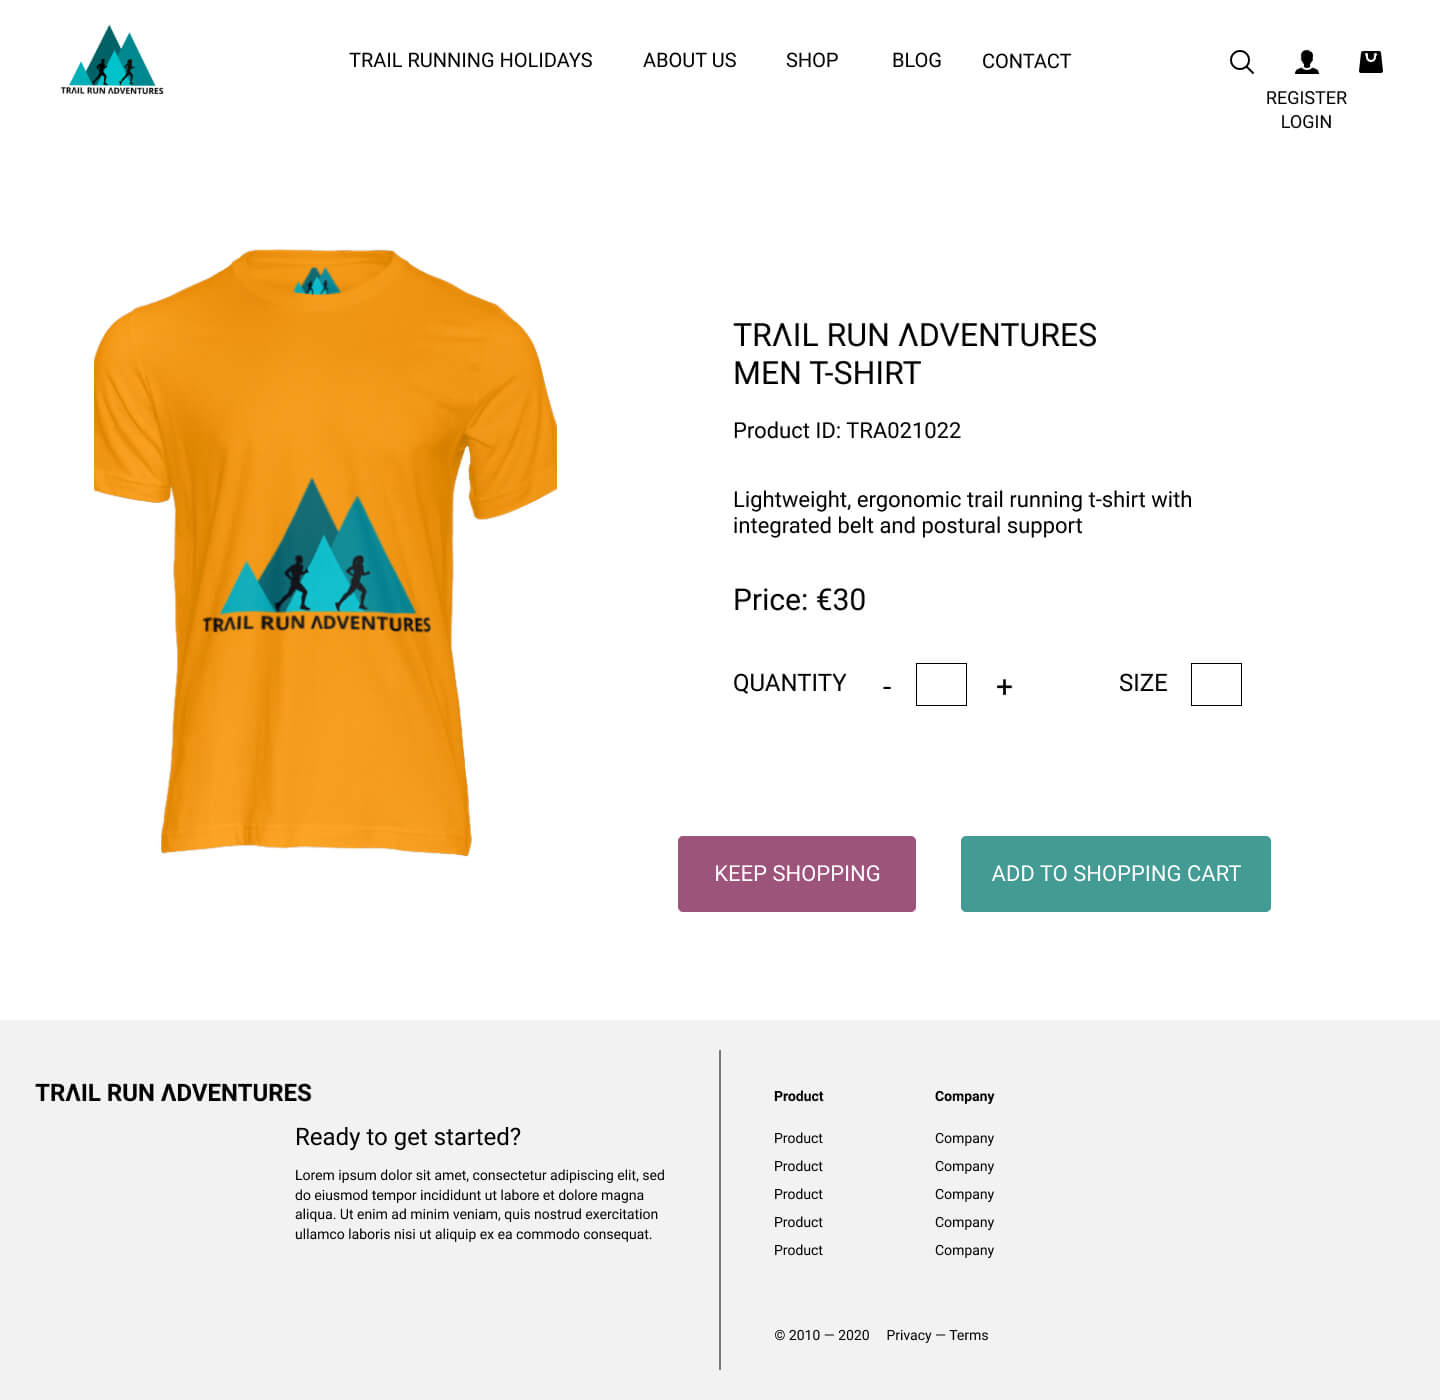 TRΛIL RUN ΛDVENTURES
TRAIL RUNNING HOLIDAYS ABOUT US SHOP BLOG CONTACT
REGISTER
LOGIN
TRΛIL RUN ΛDVENTURES
TRΛIL RUN ΛDVENTURES
MEN T-SHIRT
Product ID: TRA021022
Lightweight, ergonomic trail running t-shirt with
integrated belt and postural support
Price: €30
QUANTITY - + SIZE
KEEP SHOPPING ADD TO SHOPPING CART
TRΛIL RUN ΛDVENTURES
Ready to get started?
Lorem ipsum dolor sit amet, consectetur adipiscing elit, sed
do eiusmod tempor incididunt ut labore et dolore magna
aliqua. Ut enim ad minim veniam, quis nostrud exercitation
ullamco laboris nisi ut aliquip ex ea commodo consequat.
Product Company
Product Company
Product Company
Product Company
Product Company
Product Company
© 2010 — 2020 Privacy — Terms